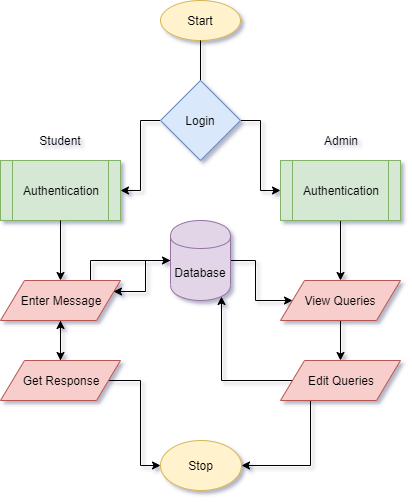 Start
Login
Student
Admin
Authentication
Authentication
Database
Enter Message
View Queries
Get Response
Edit Queries
Stop